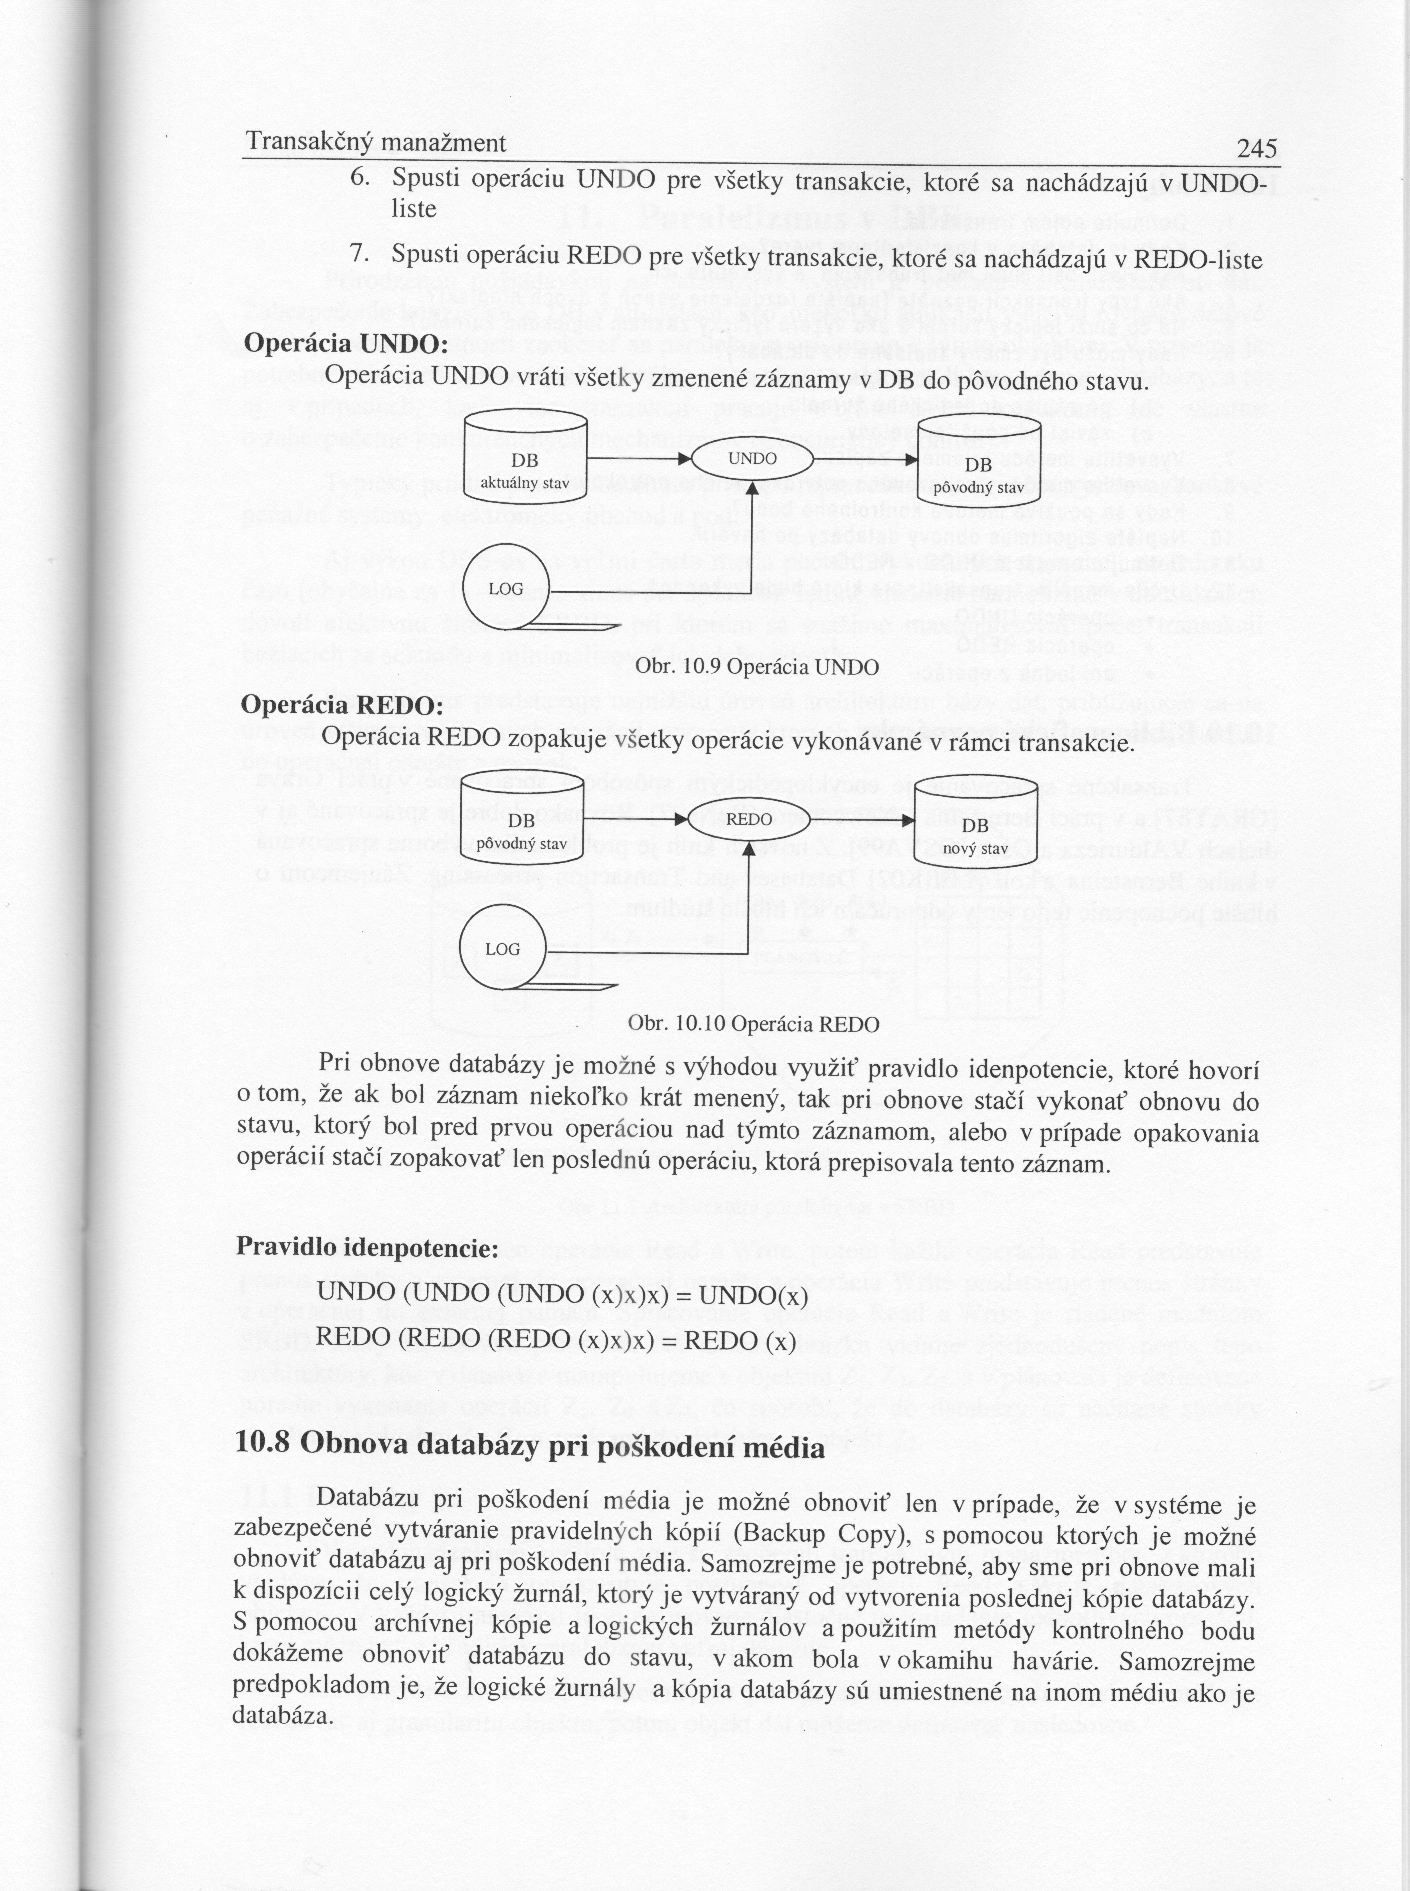 Transakčný manažment 245
6. Spusti operáciu UNDO pre všetky transakcie, ktoré sa nachádzajú v UNDO-
liste
7. Spusti operáciu REDO pre všetky transakcie, ktoré sa nachádzajú v REDO-liste
Operácia UNDO:
Operácia UNDO vráti všetky zmenené záznamy v DB do pôvodného stavu.
DB
aktuálny stav
UNDO
DB
pôvodný stav
LOG
Obr. 10.9 Operácia UNDO
Operácia REDO:
Operácia REDO zopakuje všetky operácie vykonávané v rámci transakcie.
DB
pôvodný stav
REDO
DB
nový stav
LOG
Obr. 10.10 Operácia REDO
Pri obnove databázy je možné s výhodou využiť pravidlo idenpotencie, ktoré hovorí
o tom, že ak bol záznam niekoľko krát menený, tak pri obnove stačí vykonať obnovu do
stavu, ktorý bol pred prvou operáciou nad týmto záznamom, alebo v prípade opakovania
operácií stačí zopakovať len poslednú operáciu, ktorá prepisovala tento záznam.
Pravidlo idenpotencie:
UNDO (UNDO (UNDO (x)x)x) = UNDO(x)
REDO (REDO (REDO (x)x)x) = REDO (x)
10.8 Obnova databázy pri poškodení média
Databázu pri poškodení média je možné obnoviť len v prípade, že v systéme je
zabezpečené vytváranie pravidelných kópií (Backup Copy), s pomocou ktorých je možné
obnoviť databázu aj pri poškodení média. Samozrejme je potrebné, aby sme pri obnove mali
k dispozícii celý logický žurnál, ktorý je vytváraný od vytvorenia poslednej kópie databázy.
S pomocou archívnej kópie a logických žurnálov a použitím metódy kontrolného bodu
dokážeme obnoviť databázu do stavu, v akom bola v okamihu havárie. Samozrejme
predpokladom je, že logické žurnály a kópia databázy sú umiestnené na inom médiu ako je
databáza.